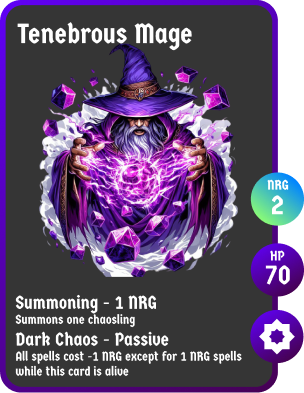 Tenebrous Mage
NRG
2
HP
70
Summoning - 1 NRG
Summons one chaosling
Dark Chaos - Passive
All spells cost -1 NRG except for 1 NRG spells
while this card is alive